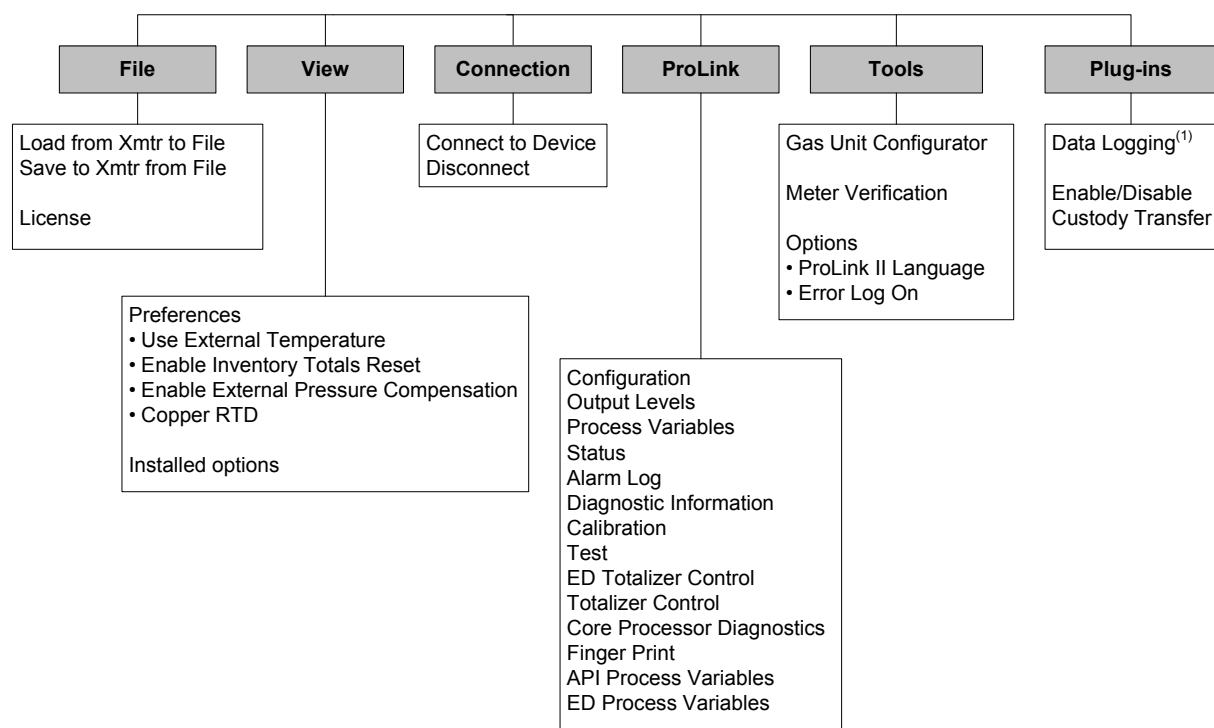 File
View
Connection
ProLink
Tools
Plug-ins
Load from Xmtr to File
Save to Xmtr from File
License
Preferences
• Use External Temperature
• Enable Inventory Totals Reset
• Enable External Pressure Compensation
• Copper RTD
Installed options
Connect to Device
Disconnect
Configuration
Output Levels
Process Variables
Status
Alarm Log
Diagnostic Information
Calibration
Test
ED Totalizer Control
Totalizer Control
Core Processor Diagnostics
Finger Print
API Process Variables
ED Process Variables
Gas Unit Configurator
Meter Verification
Options
• ProLink II Language
• Error Log On
Data Logging(1)
Enable/Disable
Custody Transfer